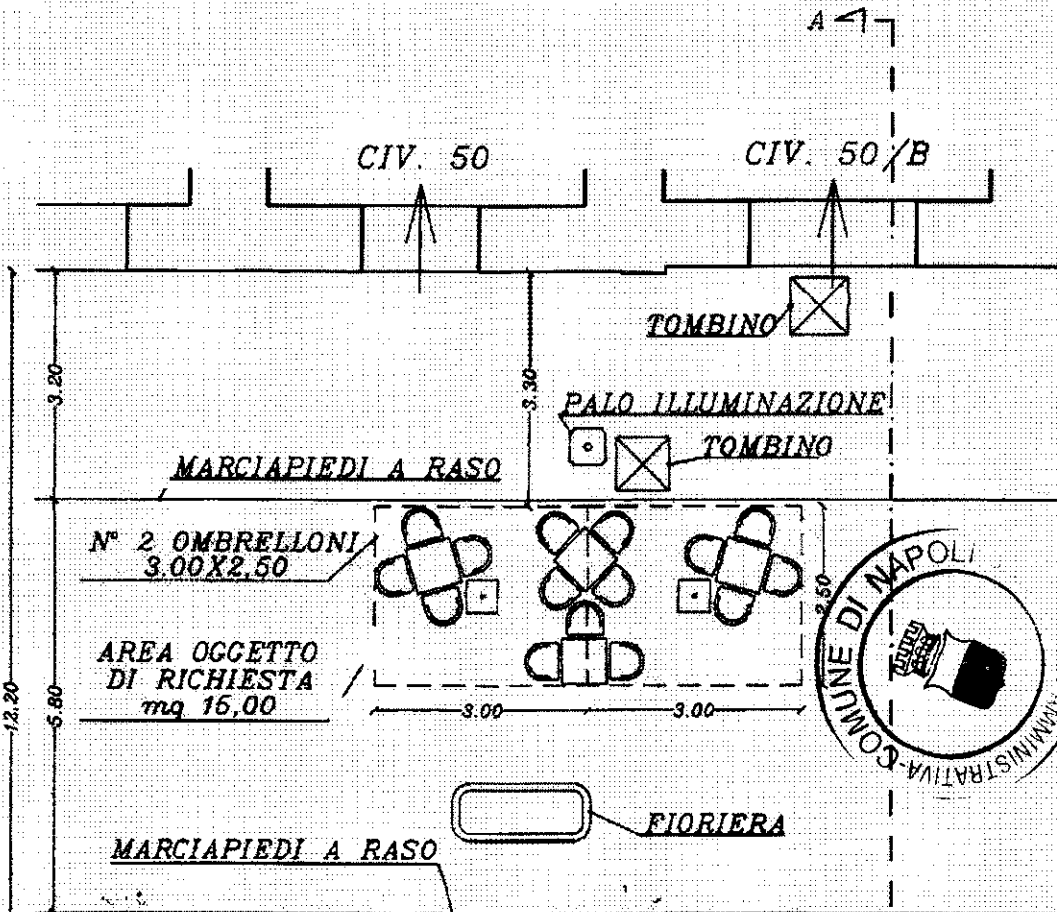 A
CIV. 50
CIV. 50/B
TOMBINO
3.20
3.30
PALO ILLUMINAZIONE
TOMBINO
MARCIAPIEDI A RASO
N° 2 OMBRELLONI
3.00X2,50
2.50
AREA OGGETTO
DI RICHIESTA
mq 15,00
12.20
5.80
3.00
3.00
COMUNE DI NAPOLI
AMMINISTRATIVA
FIORIERA
MARCIAPIEDI A RASO